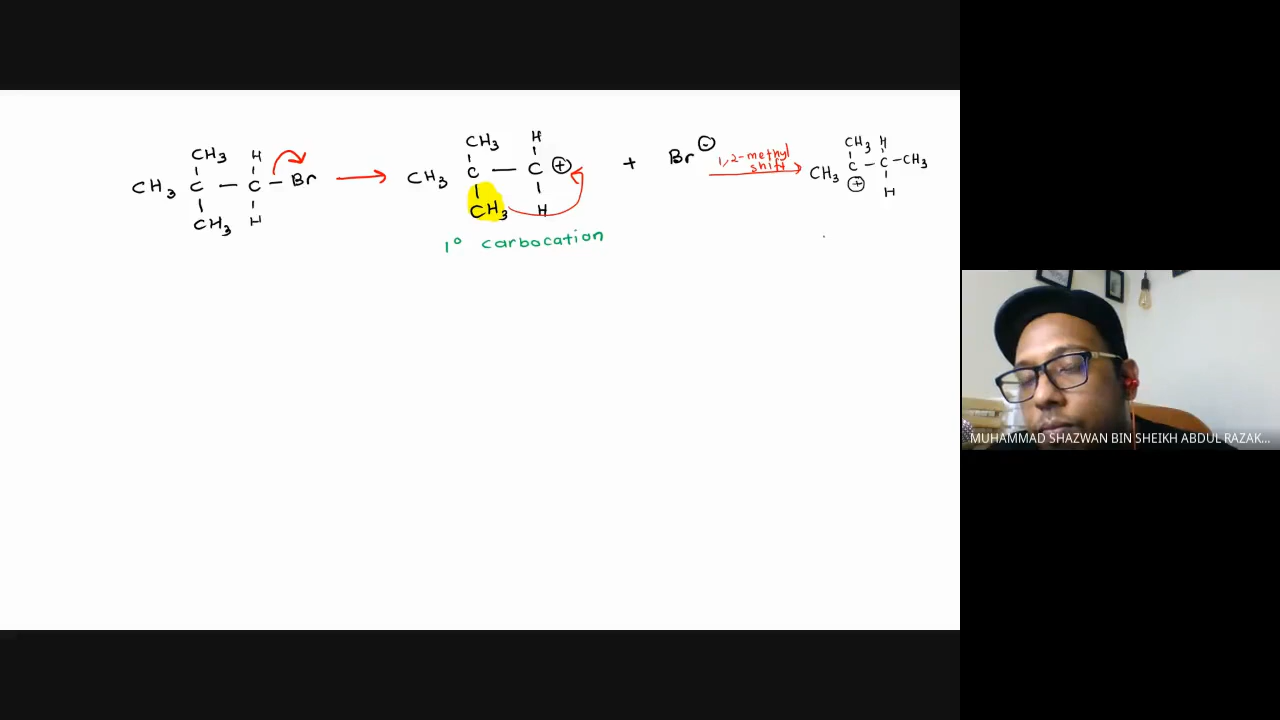 CH₃ H
CH₃ C — C — Br
CH₃ H
CH₃ H
CH₃ C — C ⊕ + Br⊖
CH₃ H
1° carbocation
1,2-methyl
shift
CH₃ H
CH₃ C — C — CH₃
⊕ H
MUHAMMAD SHAZWAN BIN SHEIKH ABDUL RAZAK...